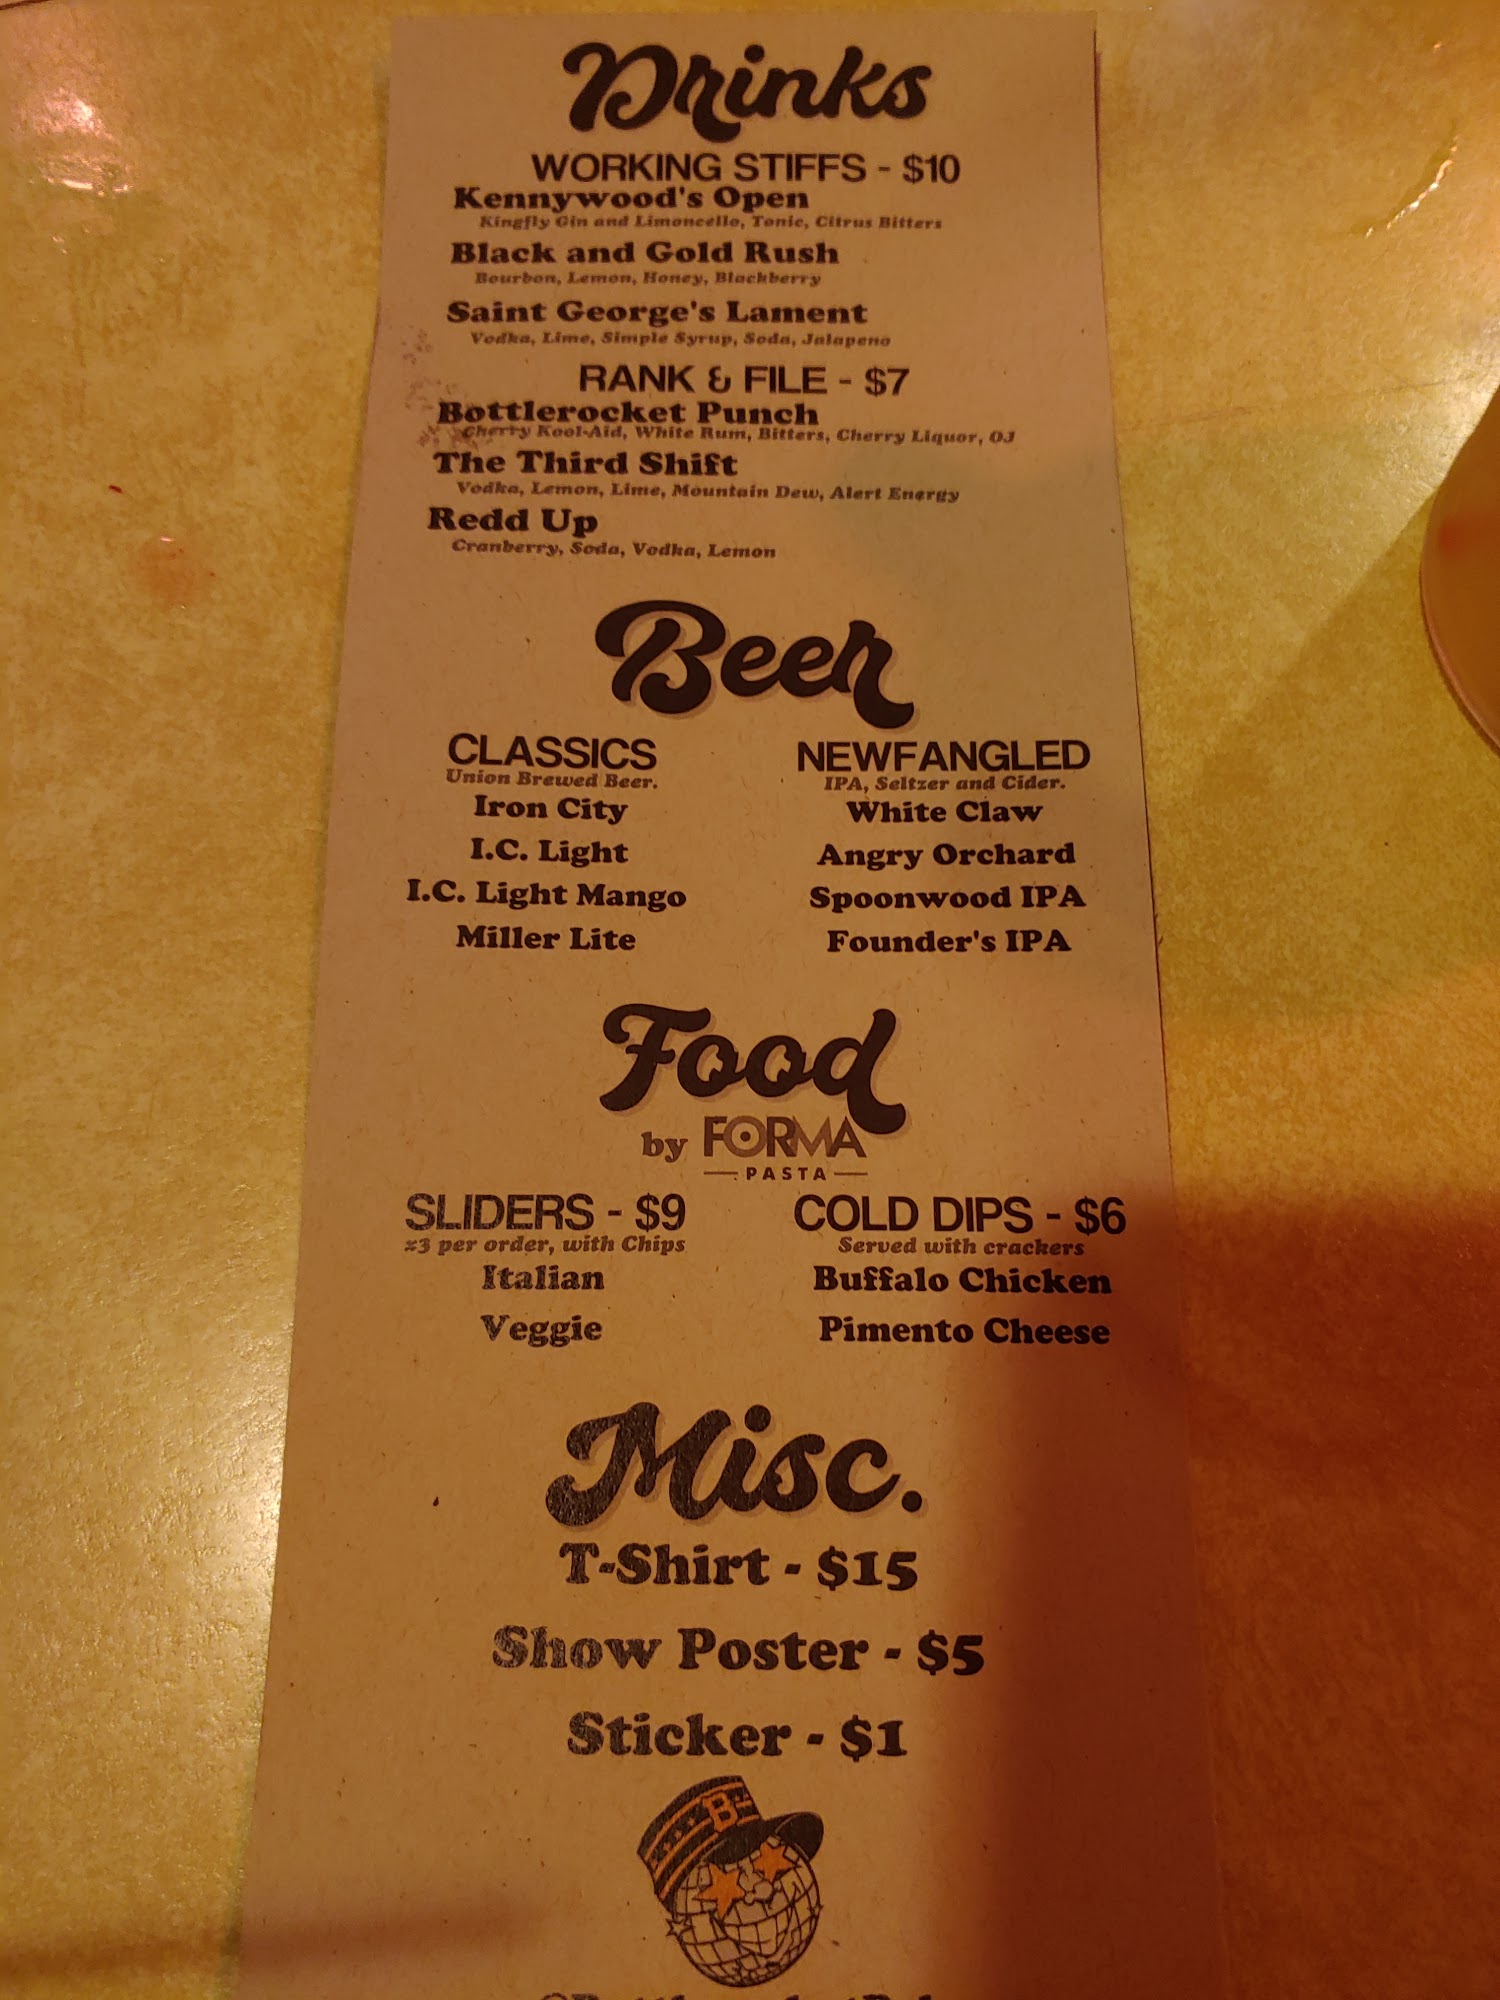 Drinks
WORKING STIFFS - $10
Kennywood's Open
Kingfly Gin and Limoncello, Tonic, Citrus Bitters
Black and Gold Rush
Bourbon, Lemon, Honey, Blackberry
Saint George's Lament
Vodka, Lime, Simple Syrup, Soda, Jalapeno
RANK & FILE - $7
Bottlerocket Punch
Cherry Kool-Aid, White Rum, Bitters, Cherry Liquor, OJ
The Third Shift
Vodka, Lemon, Lime, Mountain Dew, Alert Energy
Redd Up
Cranberry, Soda, Vodka, Lemon
Beer
CLASSICS
Union Brewed Beer.
Iron City
I.C. Light
I.C. Light Mango
Miller Lite
NEWFANGLED
IPA, Seltzer and Cider.
White Claw
Angry Orchard
Spoonwood IPA
Founder's IPA
Food
by FORMA
PASTA
SLIDERS - $9
x3 per order, with Chips
Italian
Veggie
COLD DIPS - $6
Served with crackers
Buffalo Chicken
Pimento Cheese
Misc.
T-Shirt - $15
Show Poster - $5
Sticker - $1
B